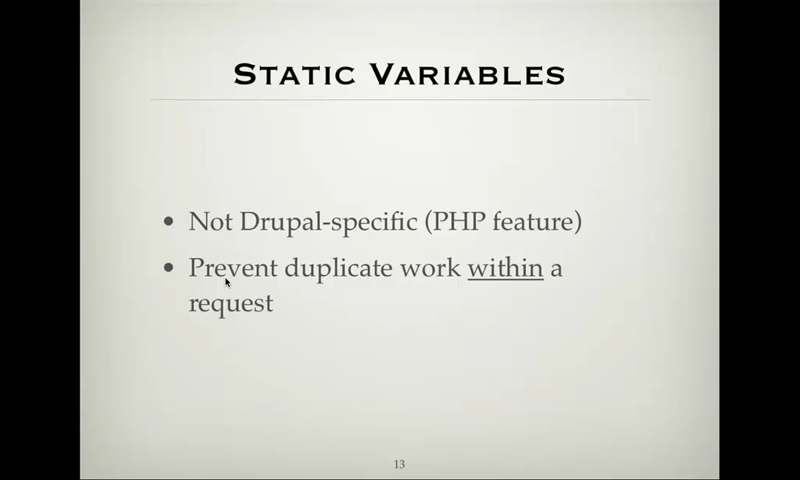 Static Variables
• Not Drupal-specific (PHP feature)
• Prevent duplicate work within a
request
13